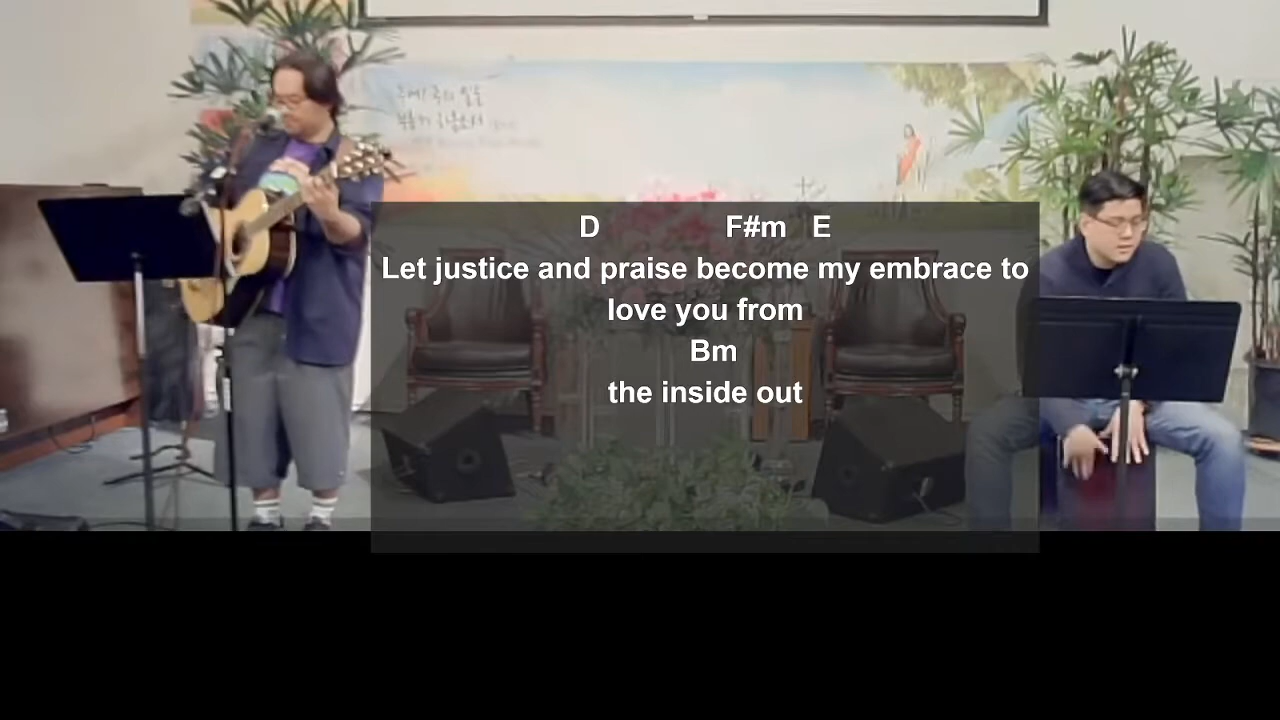 D F#m E
Let justice and praise become my embrace to
love you from
Bm
the inside out